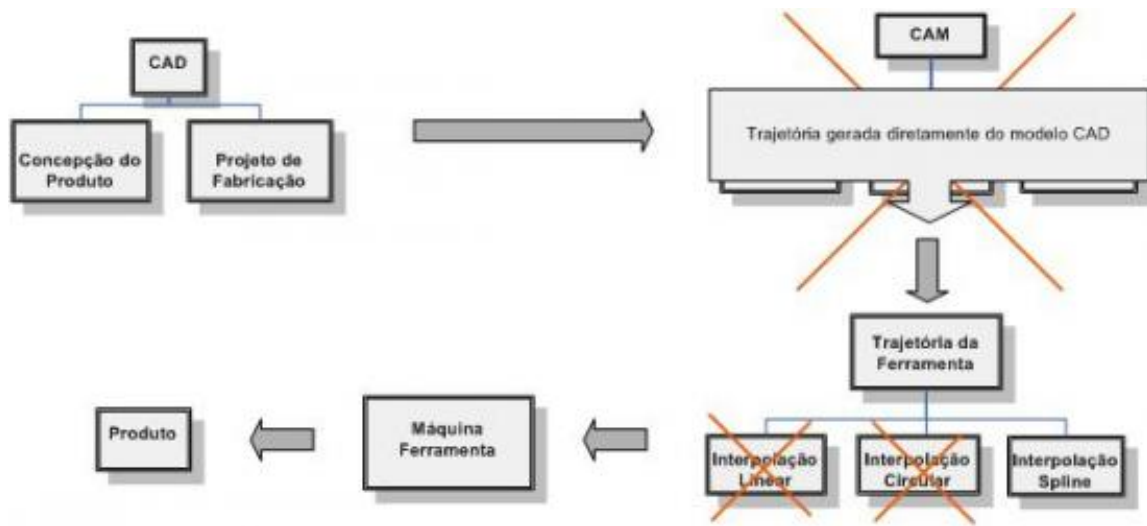 CAD
Concepção do
Produto
Projeto de
Fabricação
CAM
Trajetória gerada diretamente do modelo CAD
Trajetória da
Ferramenta
Interpolação
Linear
Interpolação
Circular
Interpolação
Spline
Máquina
Ferramenta
Produto